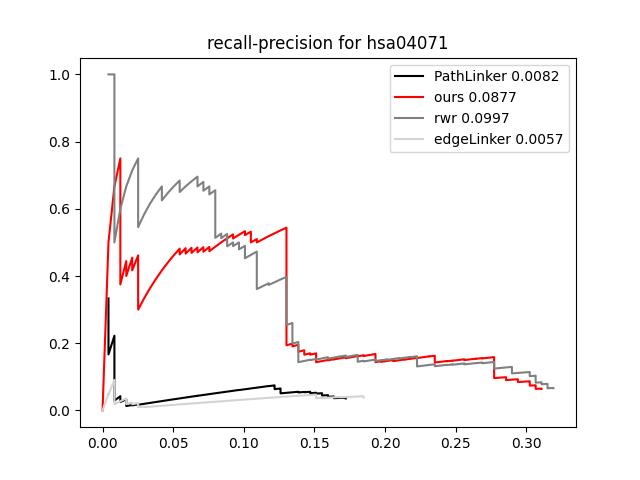 recall-precision for hsa04071
PathLinker 0.0082
ours 0.0877
rwr 0.0997
edgeLinker 0.0057
1.0
0.8
0.6
0.4
0.2
0.0
0.00 0.05 0.10 0.15 0.20 0.25 0.30